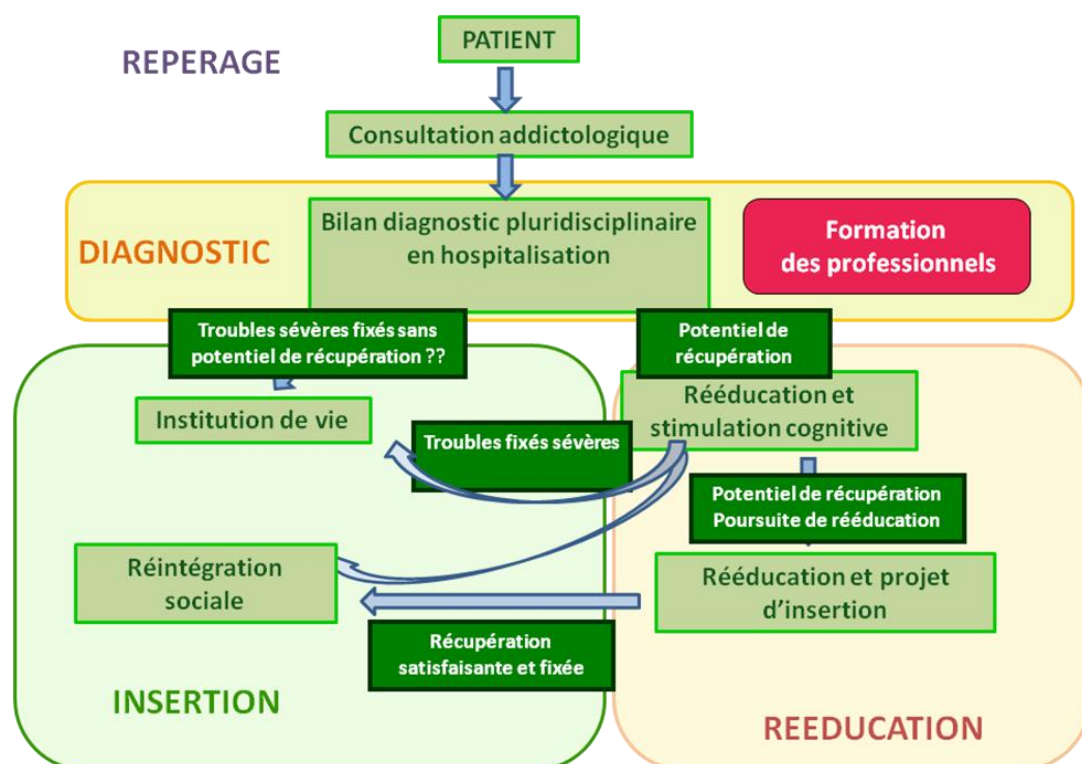 PATIENT
REPERAGE
Consultation addictologique
Bilan diagnostic pluridisciplinaire
en hospitalisation
DIAGNOSTIC
Formation
des professionnels
Troubles sévères fixés sans
potentiel de récupération ??
Potentiel de
récupération
Institution de vie
Rééducation et
stimulation cognitive
Troubles fixés sévères
Potentiel de récupération
Poursuite de rééducation
Réintégration
sociale
Rééducation et projet
d’insertion
Récupération
satisfaisante et fixée
INSERTION
REEDUCATION